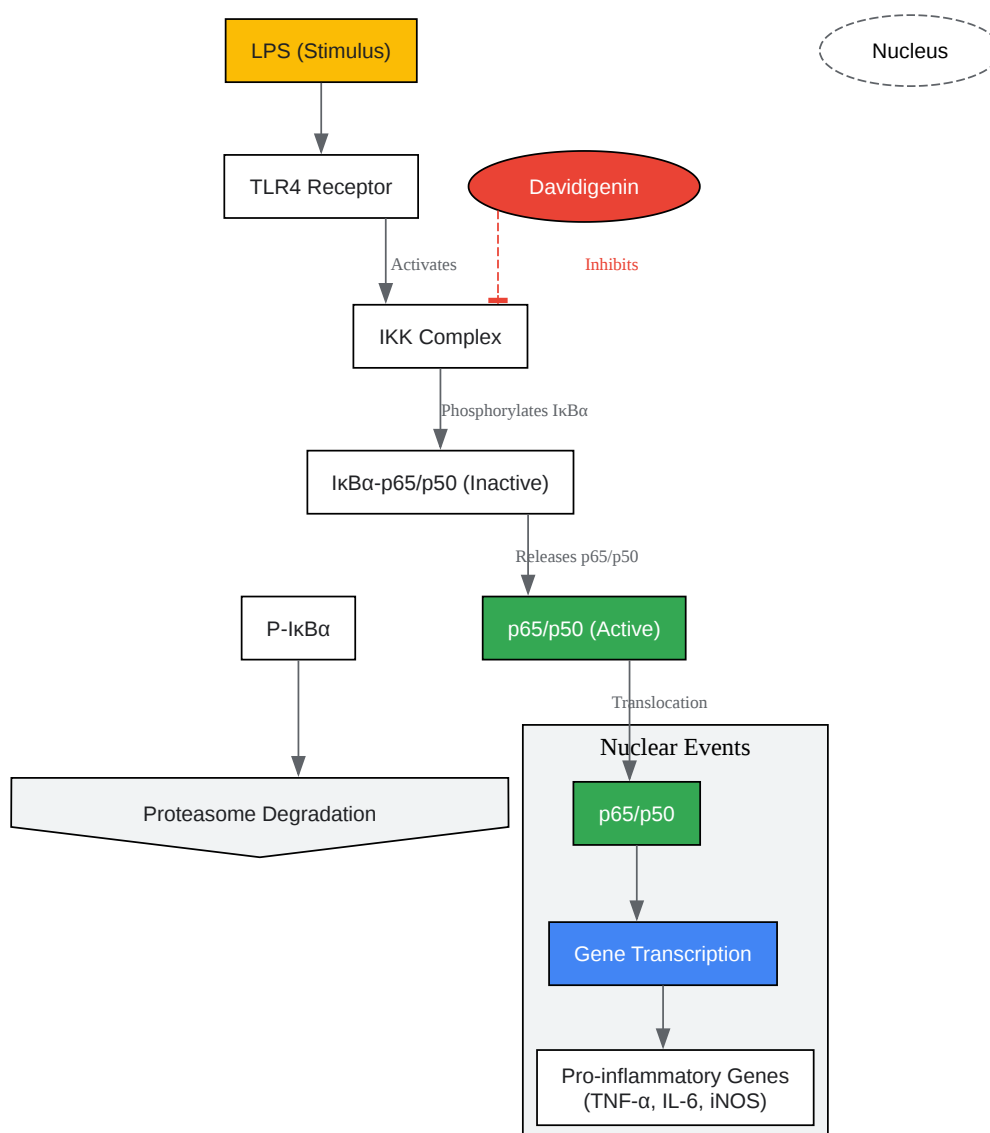 LPS (Stimulus)
Nucleus
TLR4 Receptor
Davidigenin
Activates
Inhibits
IKK Complex
Phosphorylates IκBα
IκBα-p65/p50 (Inactive)
Releases p65/p50
P-IκBα
p65/p50 (Active)
Translocation
Nuclear Events
Proteasome Degradation
p65/p50
Gene Transcription
Pro-inflammatory Genes
(TNF-α, IL-6, iNOS)